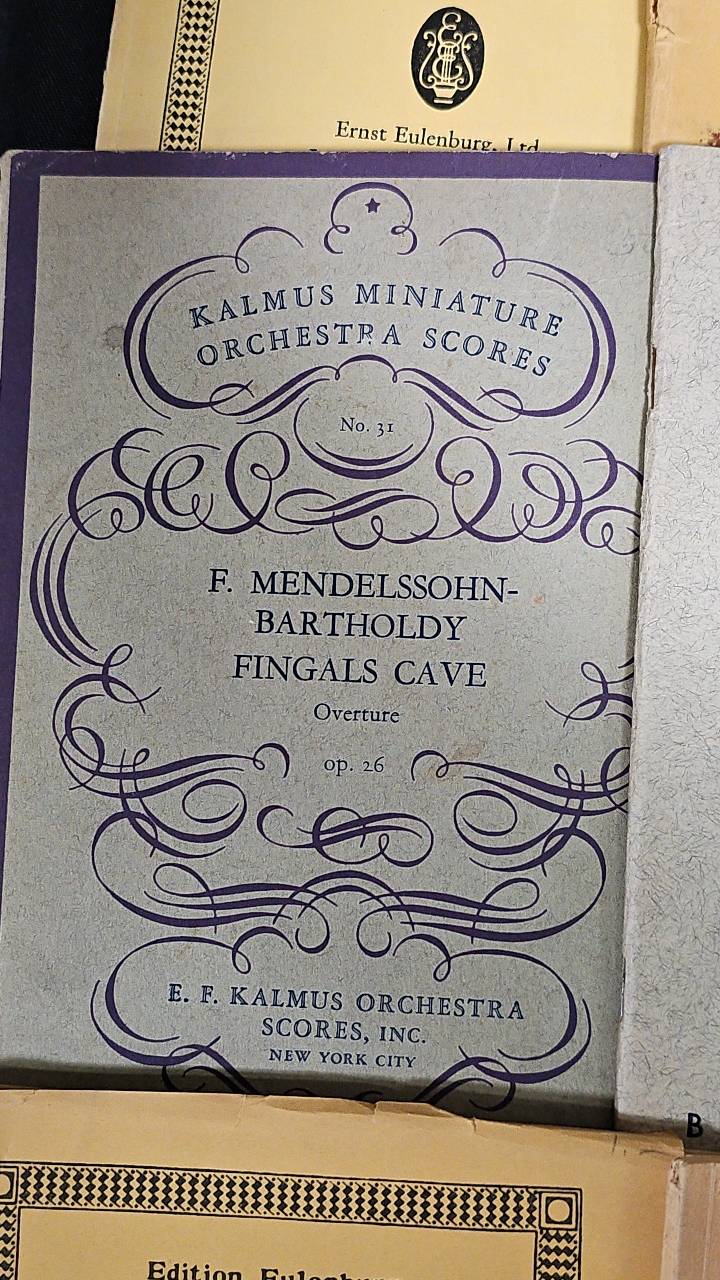 Ernst Eulenburg, Ltd
KALMUS MINIATURE
ORCHESTRA SCORES
No. 31
F. MENDELSSOHN-
BARTHOLDY
FINGALS CAVE
Overture
op. 26
E. F. KALMUS ORCHESTRA
SCORES, INC.
NEW YORK CITY
B
Edition